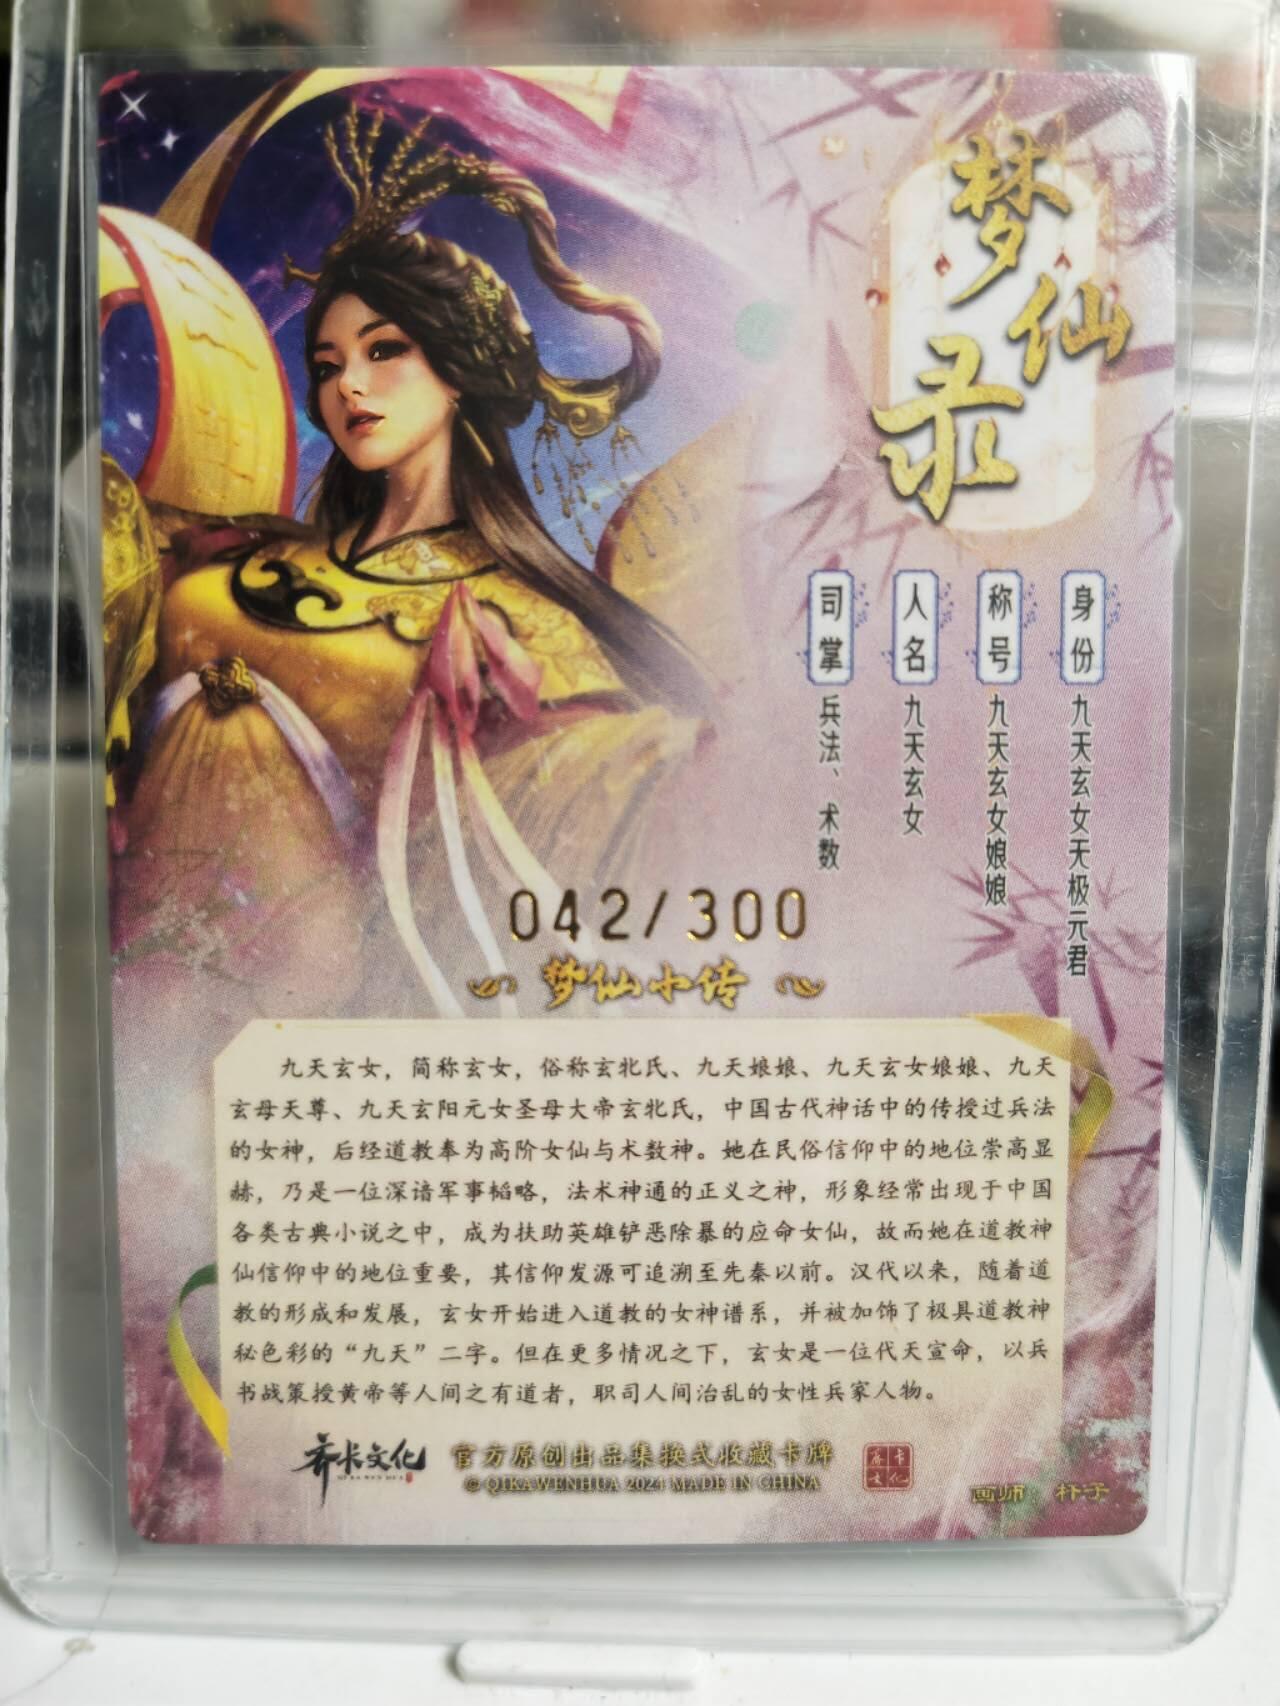 梦仙录
身份 九天玄女无极元君
称号 九天玄女娘娘
人名 九天玄女
司掌 兵法、术数
042/300
梦仙小传
九天玄女，简称玄女，俗称玄牝氏、九天娘娘、九天玄女娘娘、九天
玄母天尊、九天玄阳元女圣母大帝玄牝氏，中国古代神话中的传授过兵法
的女神，后经道教奉为高阶女仙与术数神。她在民俗信仰中的地位崇高显
赫，乃是一位深谙军事韬略，法术神通的正义之神，形象经常出现于中国
各类古典小说之中，成为扶助英雄铲恶除暴的应命女仙，故而她在道教神
仙信仰中的地位重要，其信仰发源可追溯至先秦以前。汉代以来，随着道
教的形成和发展，玄女开始进入道教的女神谱系，并被加饰了极具道教神
秘色彩的“九天”二字。但在更多情况之下，玄女是一位代天宣命，以兵
书战策授黄帝等人间之有道者，职司人间治乱的女性兵家人物。
齐卡文化
QI KA WEN HUA
官方原创出品集换式收藏卡牌
© QIKAWENHUA 2024 MADE IN CHINA
齐卡文化
画师：朴子